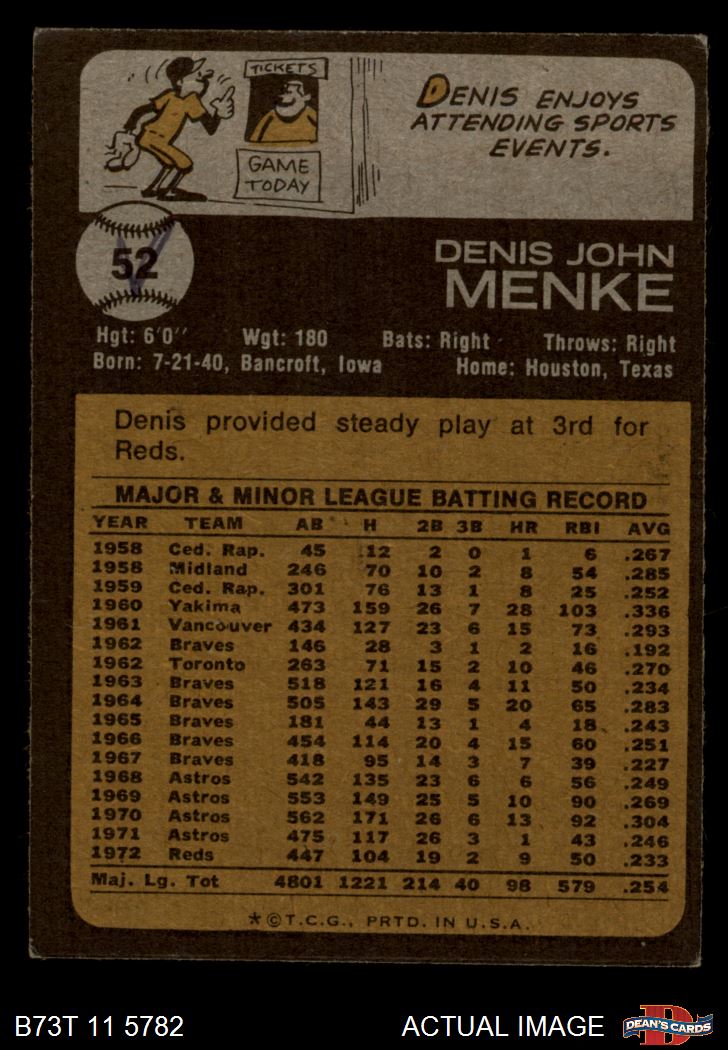 TICKETS
GAME
TODAY
DENIS ENJOYS
ATTENDING SPORTS
EVENTS.
52
DENIS JOHN
MENKE
Hgt: 6'0" Wgt: 180 Bats: Right Throws: Right
Born: 7-21-40, Bancroft, Iowa Home: Houston, Texas
Denis provided steady play at 3rd for
Reds.
MAJOR & MINOR LEAGUE BATTING RECORD
YEAR TEAM AB H 2B 3B HR RBI AVG
1958 Ced. Rap. 45 12 2 0 1 6 .267
1958 Midland 246 70 10 2 8 54 .285
1959 Ced. Rap. 301 76 13 1 8 25 .252
1960 Yakima 473 159 26 7 28 103 .336
1961 Vancouver 434 127 23 6 15 73 .293
1962 Braves 146 28 3 1 2 16 .192
1962 Toronto 263 71 15 2 10 46 .270
1963 Braves 518 121 16 4 11 50 .234
1964 Braves 505 143 29 5 20 65 .283
1965 Braves 181 44 13 1 4 18 .243
1966 Braves 454 114 20 4 15 60 .251
1967 Braves 418 95 14 3 7 39 .227
1968 Astros 542 135 23 6 6 56 .249
1969 Astros 553 149 25 5 10 90 .269
1970 Astros 562 171 26 6 13 92 .304
1971 Astros 475 117 26 3 1 43 .246
1972 Reds 447 104 19 2 9 50 .233
Maj. Lg. Tot 4801 1221 214 40 98 579 .254
*©T.C.G., PRTD. IN U.S.A.
B73T 11 5782 ACTUAL IMAGE
DEAN'S CARDS